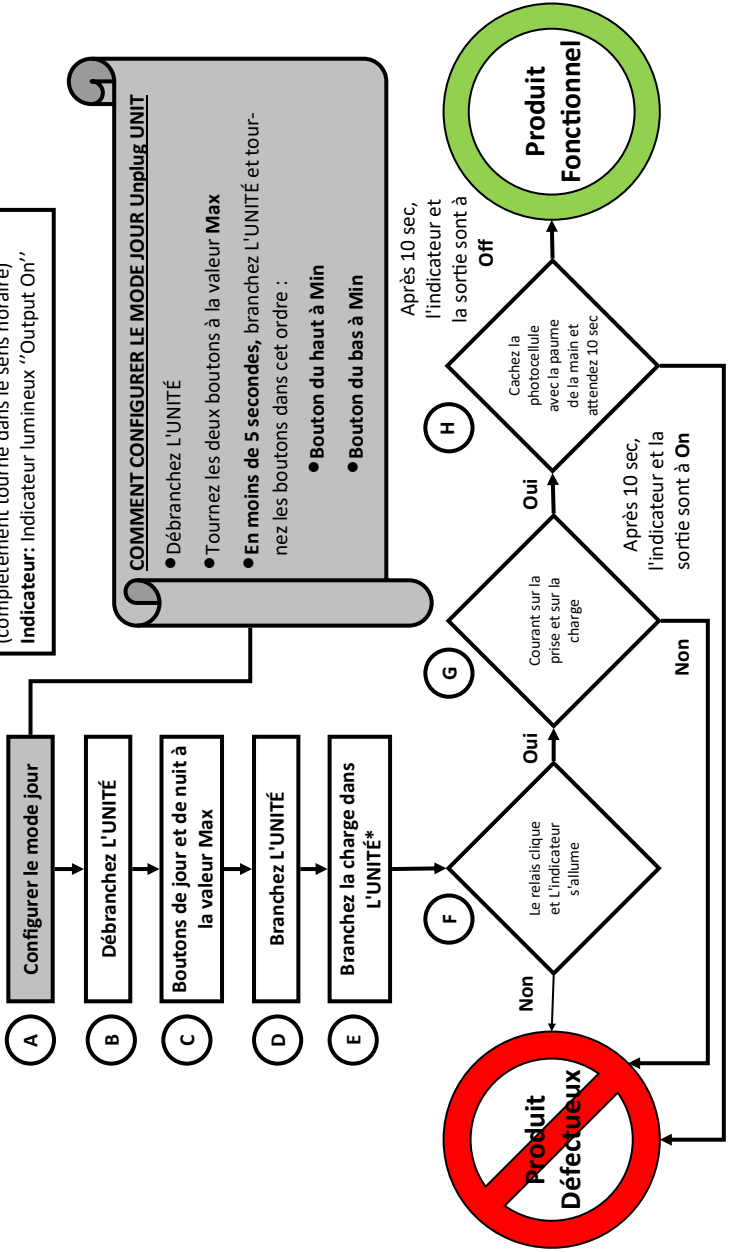 (complètement tourné dans le sens horaire)
Indicateur: Indicateur lumineux ‘’Output On’’
A
Configurer le mode jour
B
Débranchez L'UNITÉ
C
Boutons de jour et de nuit à
la valeur Max
D
Branchez L'UNITÉ
E
Branchez la charge dans
L'UNITÉ*
COMMENT CONFIGURER LE MODE JOUR Unplug UNIT
●Débranchez L'UNITÉ
●Tournez les deux boutons à la valeur Max
●En moins de 5 secondes, branchez L'UNITÉ et tour-
nez les boutons dans cet ordre :
●Bouton du haut à Min
●Bouton du bas à Min
F
Le relais clique
et L'indicateur
s'allume
Non
Oui
G
Courant sur la
prise et sur la
charge
Oui
Non
H
Cachez la
photocellule
avec la paume
de la main et
attendez 10 sec
Après 10 sec,
l'indicateur et
la sortie sont à
Off
Après 10 sec,
l'indicateur et la
sortie sont à On
Produit
Défectueux
Produit
Fonctionnel